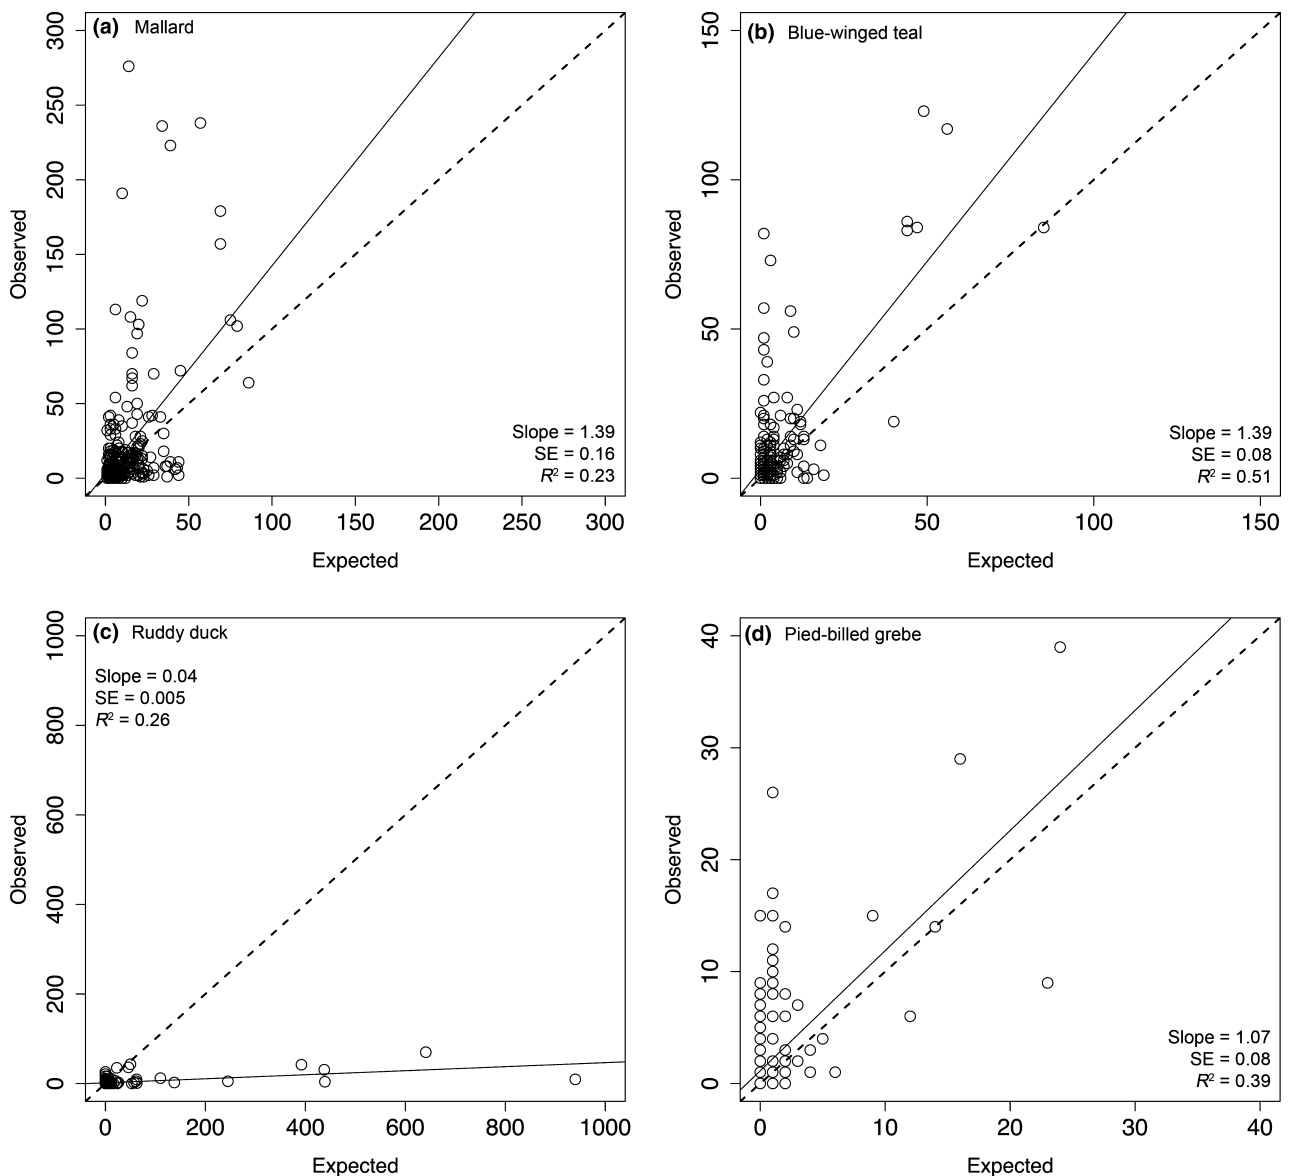 (a) Mallard
300
250
200
150
100
50
0
Observed
Slope = 1.39
SE = 0.16
R² = 0.23
0 50 100 150 200 250 300
Expected
(b) Blue-winged teal
150
100
50
0
Observed
Slope = 1.39
SE = 0.08
R² = 0.51
0 50 100 150
Expected
(c) Ruddy duck
Slope = 0.04
SE = 0.005
R² = 0.26
1000
800
600
400
200
0
Observed
0 200 400 600 800 1000
Expected
(d) Pied-billed grebe
40
30
20
10
0
Observed
Slope = 1.07
SE = 0.08
R² = 0.39
0 10 20 30 40
Expected